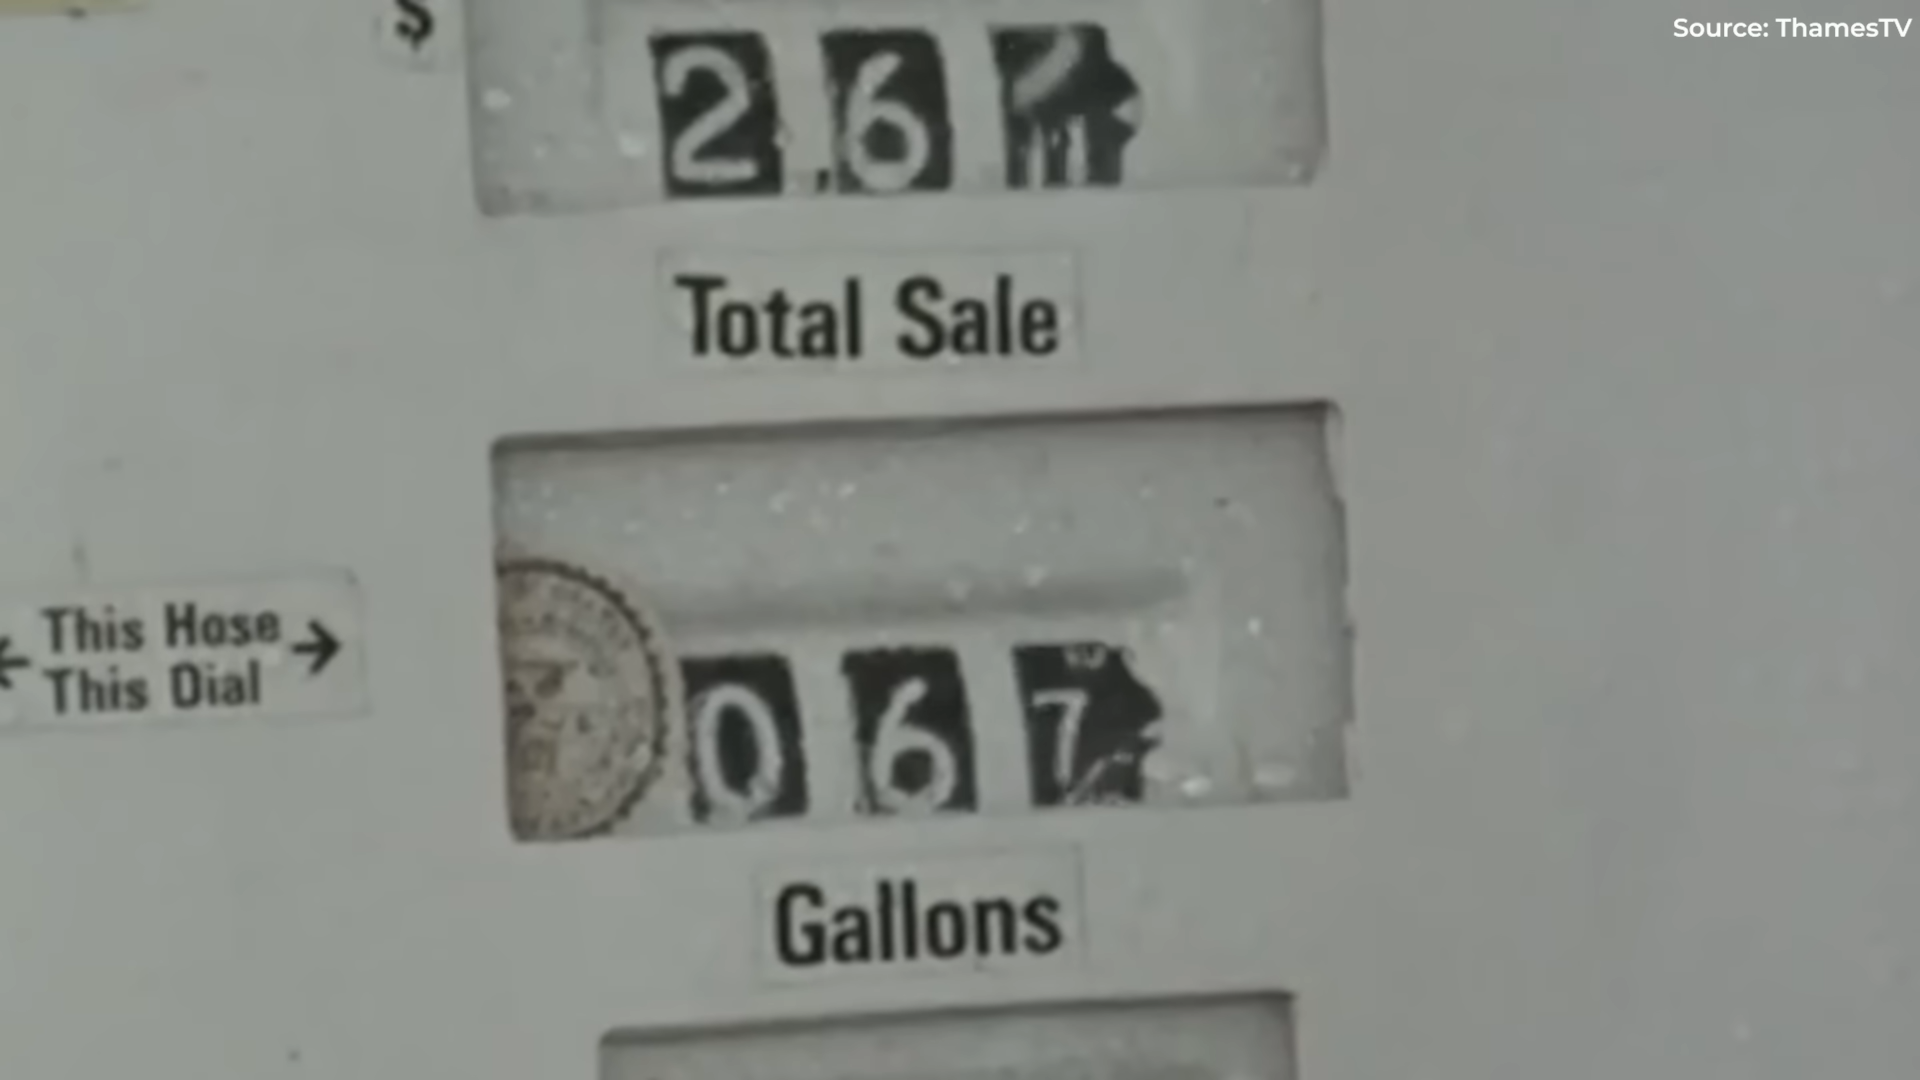 Source: ThamesTV
$ 2.6
Total Sale
This Hose
This Dial
0 6 7
Gallons